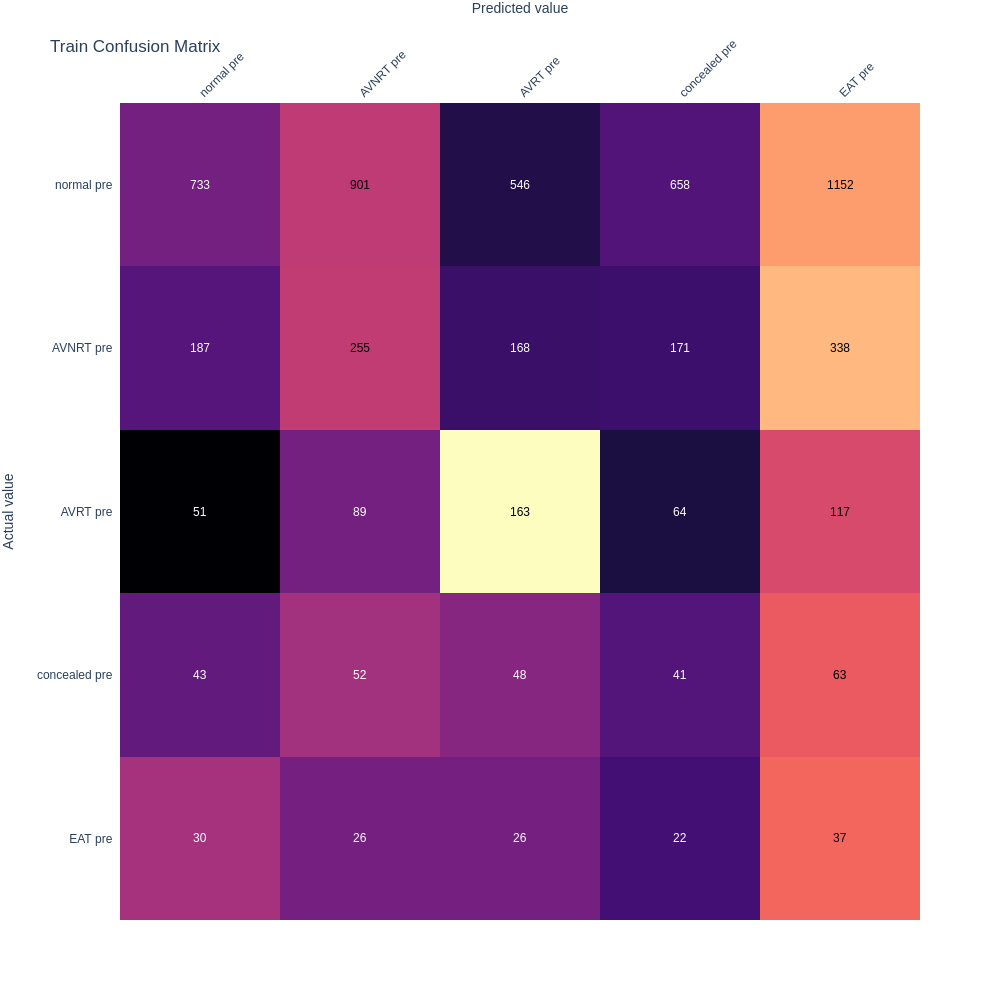 Predicted value
Train Confusion Matrix
normal pre AVNRT pre AVRT pre concealed pre EAT pre
normal pre 733 901 546 658 1152
AVNRT pre 187 255 168 171 338
AVRT pre 51 89 163 64 117
concealed pre 43 52 48 41 63
EAT pre 30 26 26 22 37
Actual value